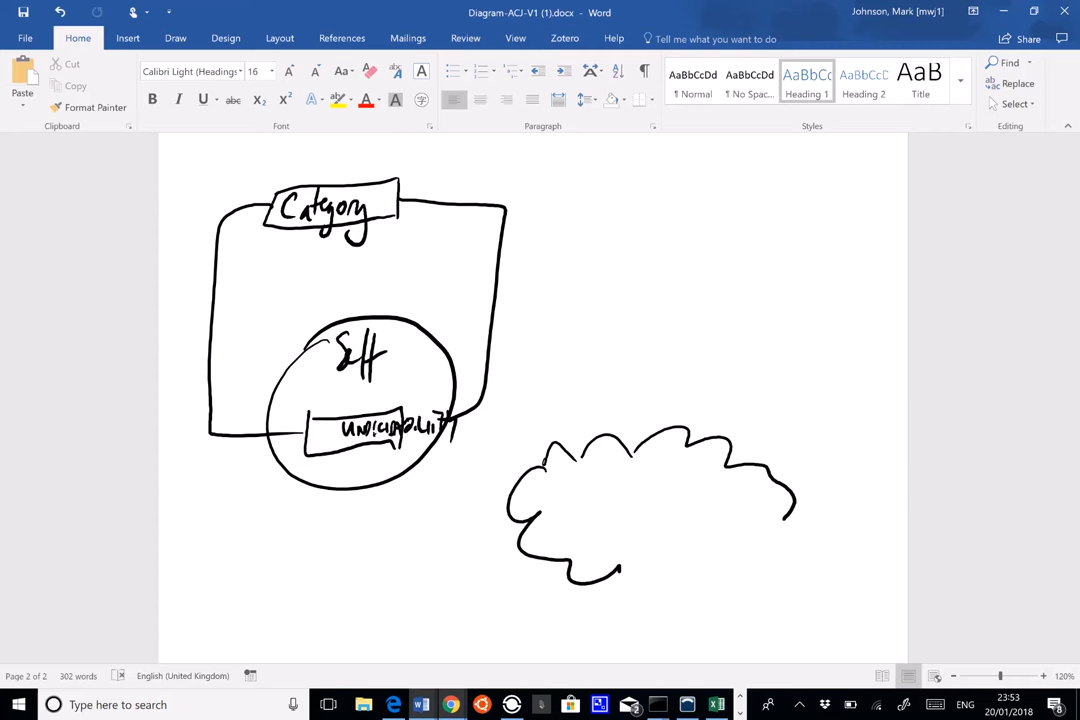 Diagram-ACJ-V1 (1).docx - Word
Johnson, Mark [mwj1]
File Home Insert Draw Design Layout References Mailings Review View Zotero Help Tell me what you want to do Share
Paste
Cut
Copy
Format Painter
Clipboard
Calibri Light (Headings 16
Font
Paragraph
AaBbCcDd AaBbCcDd AaBbCc AaBbCcD AaB
¶ Normal ¶ No Spac... Heading 1 Heading 2 Title
Styles
Find
Replace
Select
Editing
Category
Self
Page 2 of 2 302 words English (United Kingdom) 120%
Type here to search
ENG
23:53
20/01/2018